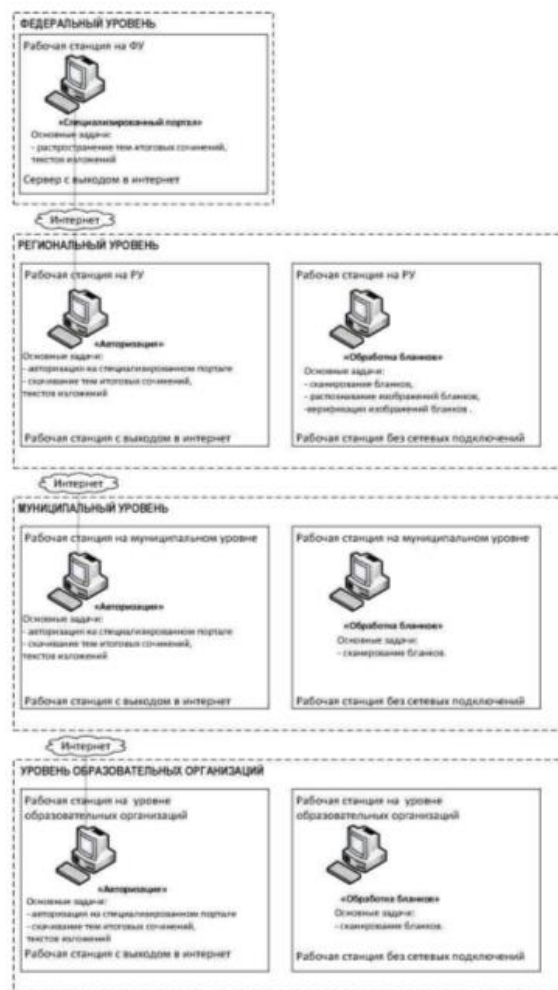 ФЕДЕРАЛЬНЫЙ УРОВЕНЬ
Рабочая станция на ФУ
«Специализированный портал»
Основные задачи:
- распространение тем итоговых сочинений,
текстов изложений
Сервер с выходом в интернет
Интернет
РЕГИОНАЛЬНЫЙ УРОВЕНЬ
Рабочая станция на РУ
«Авторизация»
Основные задачи:
- авторизация на специализированном портале
- скачивание тем итоговых сочинений,
текстов изложений
Рабочая станция с выходом в интернет
Рабочая станция на РУ
«Обработка бланков»
Основные задачи:
- сканирование бланков,
- распознавание изображений бланков,
-верификация изображений бланков .
Рабочая станция без сетевых подключений
Интернет
МУНИЦИПАЛЬНЫЙ УРОВЕНЬ
Рабочая станция на муниципальном уровне
«Авторизация»
Основные задачи:
- авторизация на специализированном портале
- скачивание тем итоговых сочинений,
текстов изложений
Рабочая станция с выходом в интернет
Рабочая станция на муниципальном уровне
«Обработка бланков»
Основные задачи:
- сканирование бланков.
Рабочая станция без сетевых подключений
Интернет
УРОВЕНЬ ОБРАЗОВАТЕЛЬНЫХ ОРГАНИЗАЦИЙ
Рабочая станция на уровне
образовательных организаций
«Авторизация»
Основные задачи:
- авторизация на специализированном портале
- скачивание тем итоговых сочинений,
текстов изложений
Рабочая станция с выходом в интернет
Рабочая станция на уровне
образовательных организаций
«Обработка бланков»
Основные задачи:
- сканирование бланков.
Рабочая станция без сетевых подключений